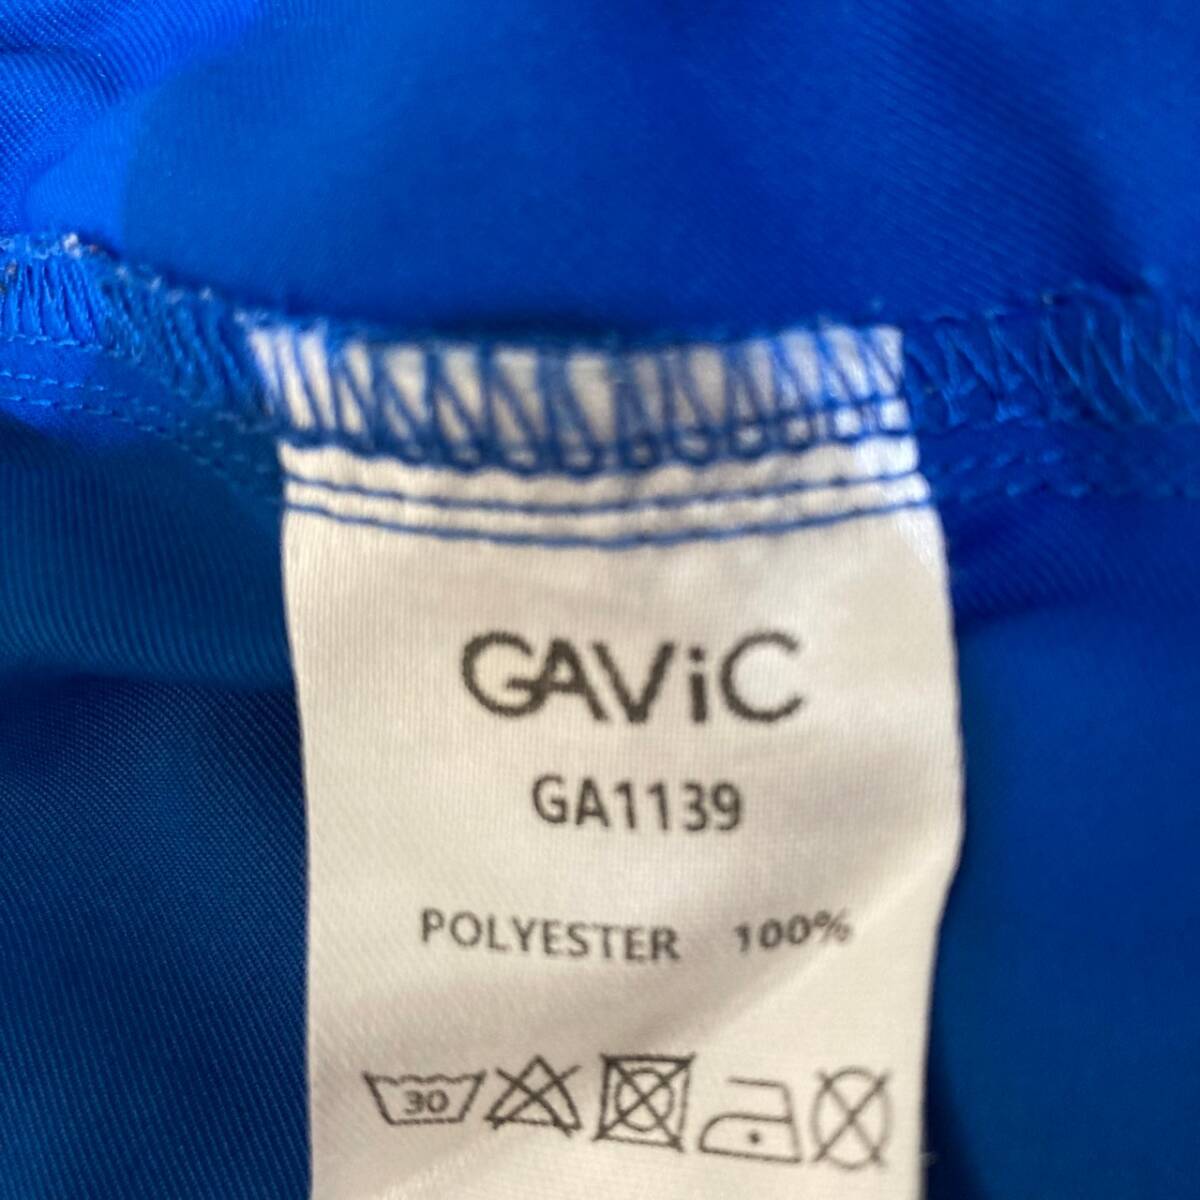 GAViC
GA1139
POLYESTER 100%
30